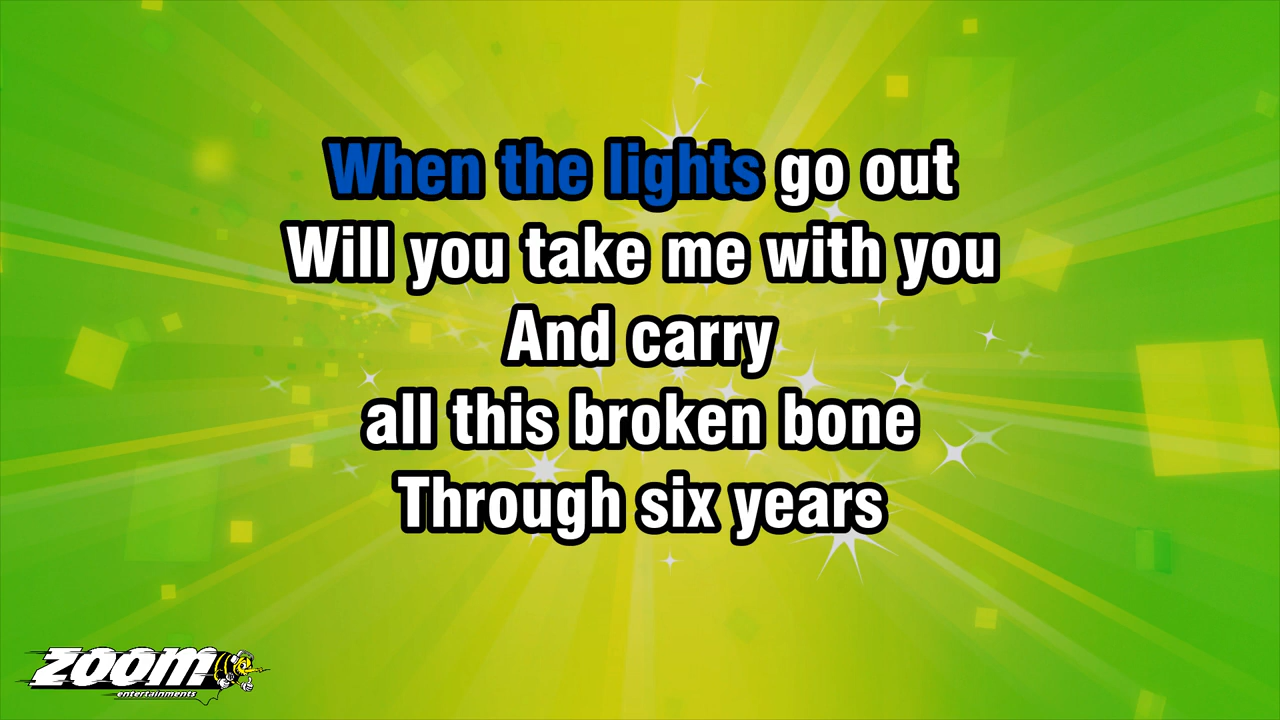 When the lights go out
Will you take me with you
And carry
all this broken bone
Through six years
ZOOM
entertainments